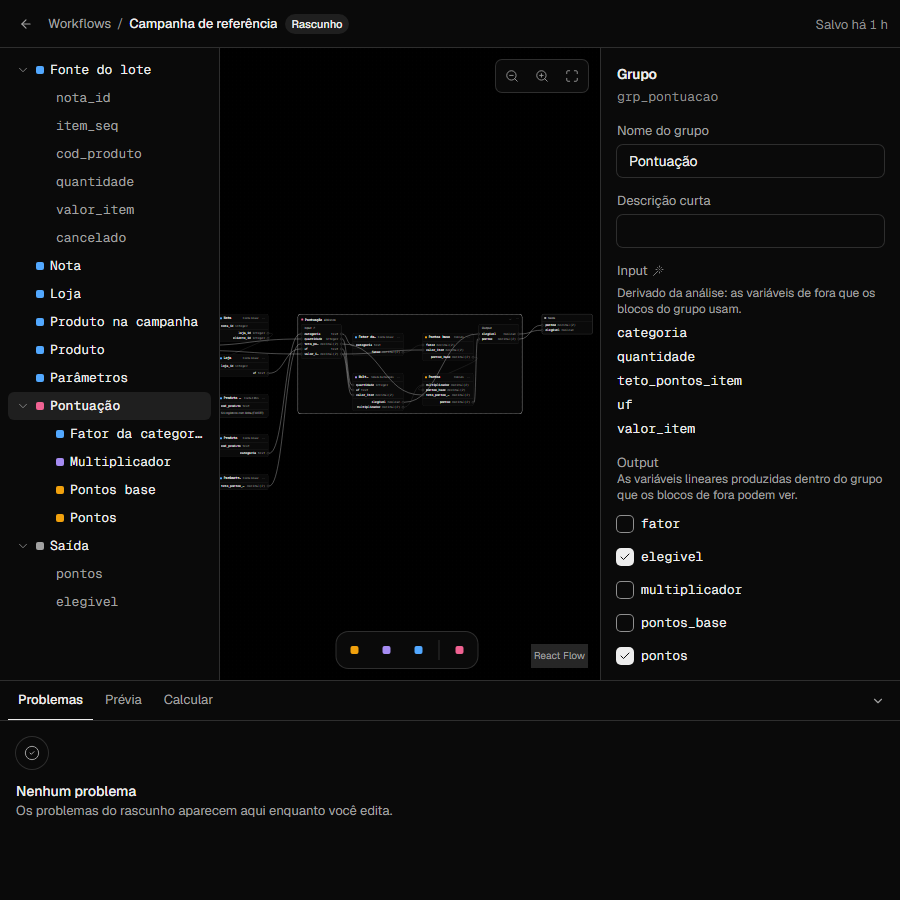 Workflows / Campanha de referência Rascunho
Salvo há 1 h
Fonte do lote
nota_id
item_seq
cod_produto
quantidade
valor_item
cancelado
Nota
Loja
Produto na campanha
Produto
Parâmetros
Pontuação
Fator da categor…
Multiplicador
Pontos base
Pontos
Saída
pontos
elegivel
React Flow
Grupo
grp_pontuacao
Nome do grupo
Pontuação
Descrição curta
Input
Derivado da análise: as variáveis de fora que os
blocos do grupo usam.
categoria
quantidade
teto_pontos_item
uf
valor_item
Output
As variáveis lineares produzidas dentro do grupo
que os blocos de fora podem ver.
fator
elegivel
multiplicador
pontos_base
pontos
Problemas Prévia Calcular
Nenhum problema
Os problemas do rascunho aparecem aqui enquanto você edita.